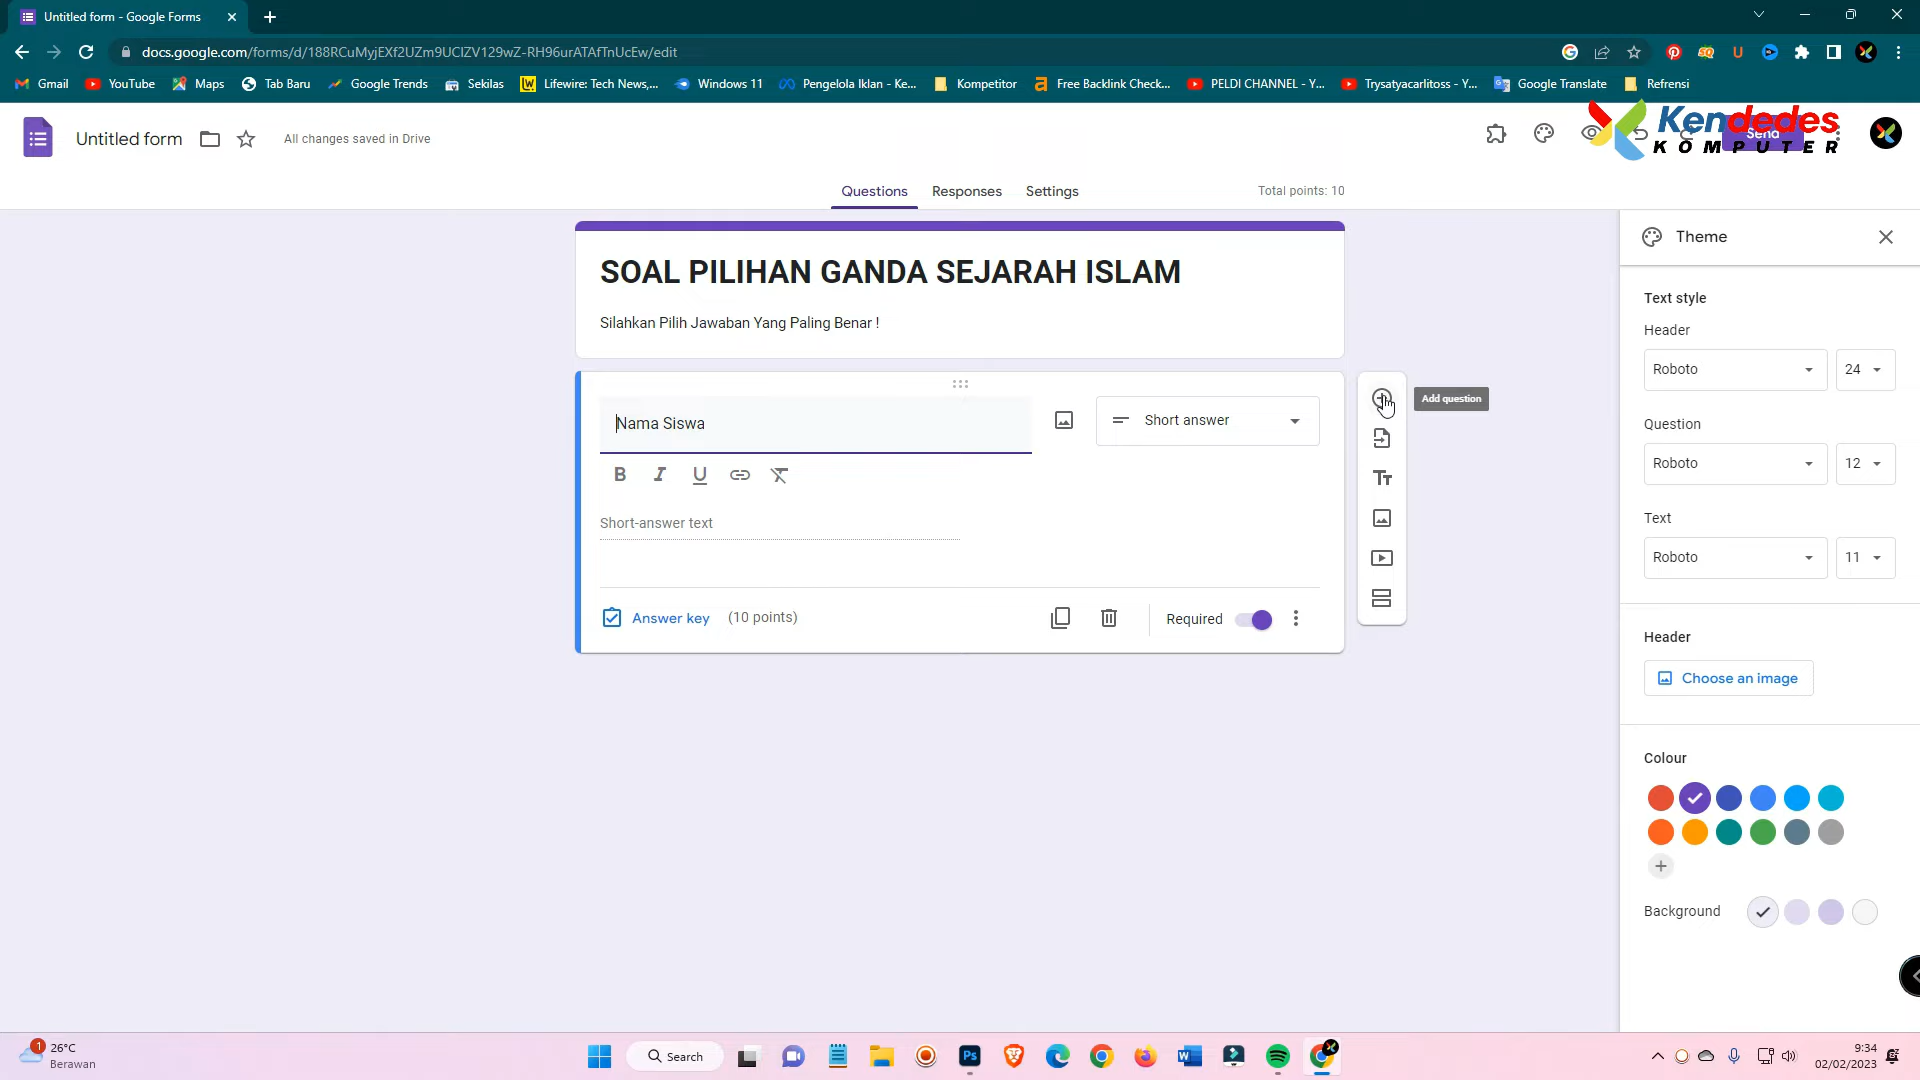 Untitled form - Google Forms
docs.google.com/forms/d/188RCuMyjEXf2UZm9UCIZV129wZ-RH96urATAfTnUcEw/edit
Gmail
YouTube
Maps
Tab Baru
Google Trends
Sekilas
Lifewire: Tech News,...
Windows 11
Pengelola Iklan - Ke...
Kompetitor
Free Backlink Check...
PELDI CHANNEL - Y...
Trysatyacarlitoss - Y...
Google Translate
Refrensi
Untitled form
All changes saved in Drive
Send
Kendedes
KOMPUTER
Questions
Responses
Settings
Total points: 10
SOAL PILIHAN GANDA SEJARAH ISLAM
Silahkan Pilih Jawaban Yang Paling Benar !
Nama Siswa
Short answer
Add question
B I U
Short-answer text
Answer key
(10 points)
Required
Tт
Theme
Text style
Header
Roboto
24
Question
Roboto
12
Text
Roboto
11
Header
Choose an image
Colour
Background
1
26°C
Berawan
Search
Ps
9:34
02/02/2023